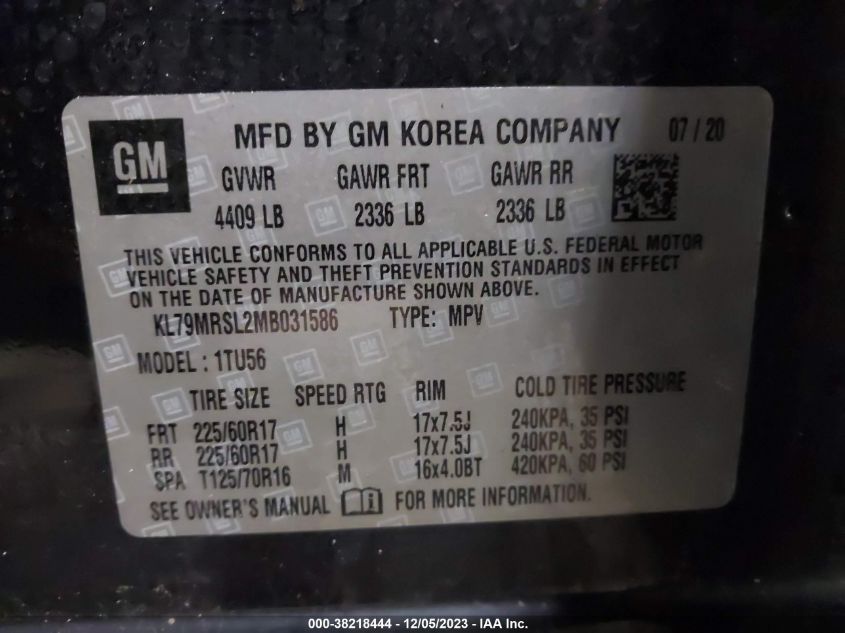 GM MFD BY GM KOREA COMPANY 07/20
GVWR GAWR FRT GAWR RR
4409 LB 2336 LB 2336 LB
THIS VEHICLE CONFORMS TO ALL APPLICABLE U.S. FEDERAL MOTOR
VEHICLE SAFETY AND THEFT PREVENTION STANDARDS IN EFFECT
ON THE DATE OF MANUFACTURE SHOWN ABOVE.
KL79MRSL2MB031586 TYPE: MPV
MODEL : 1TU56
TIRE SIZE SPEED RTG RIM COLD TIRE PRESSURE
FRT 225/60R17 H 17x7.5J 240KPA, 35 PSI
RR 225/60R17 H 17x7.5J 240KPA, 35 PSI
SPA T125/70R16 M 16x4.0BT 420KPA, 60 PSI
SEE OWNER'S MANUAL FOR MORE INFORMATION.
000-38218444 - 12/05/2023 - IAA Inc.